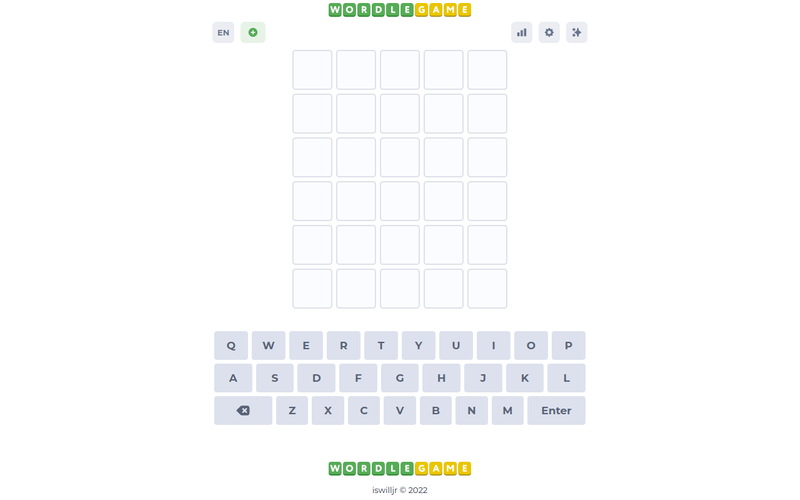 WORDLEGAME
EN
Q W E R T Y U I O P
A S D F G H J K L
Z X C V B N M Enter
WORDLEGAME
iswilljr © 2022